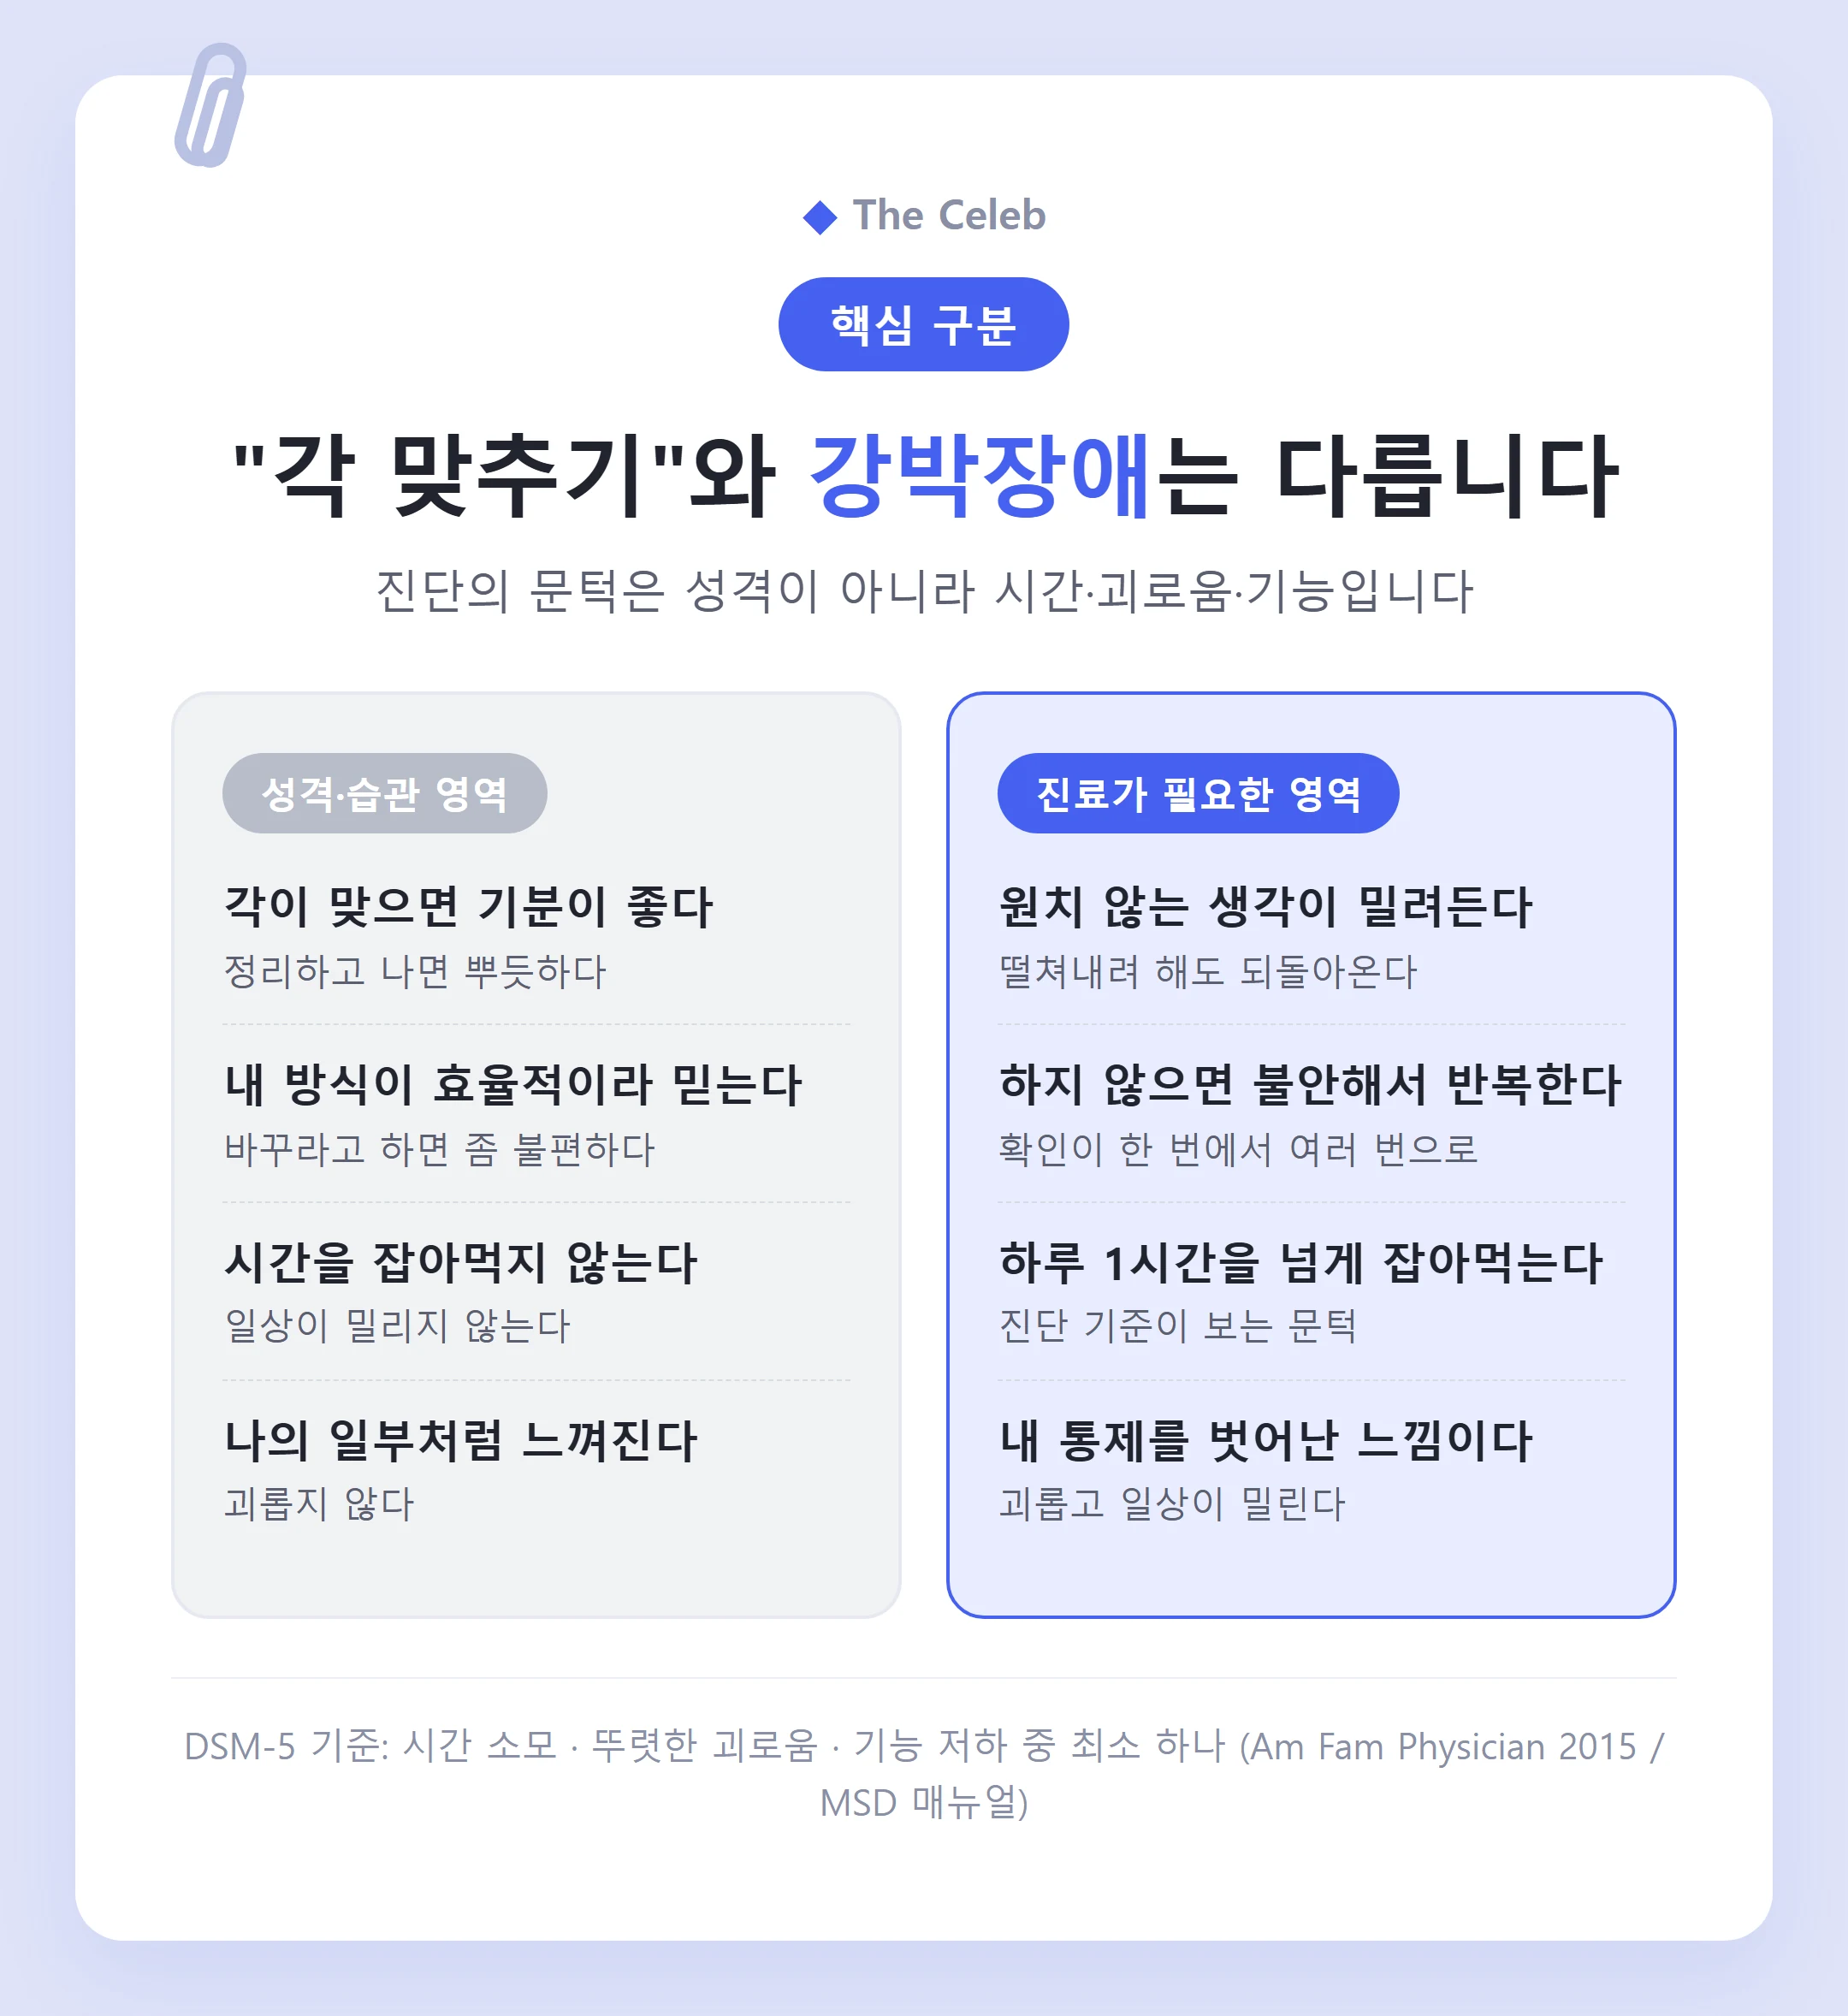 The Celeb
핵심 구분
"각 맞추기"와 강박장애는 다릅니다
진단의 문턱은 성격이 아니라 시간·괴로움·기능입니다
성격·습관 영역
각이 맞으면 기분이 좋다
정리하고 나면 뿌듯하다
내 방식이 효율적이라 믿는다
바꾸라고 하면 좀 불편하다
시간을 잡아먹지 않는다
일상이 밀리지 않는다
나의 일부처럼 느껴진다
괴롭지 않다
진료가 필요한 영역
원치 않는 생각이 밀려든다
떨쳐내려 해도 되돌아온다
하지 않으면 불안해서 반복한다
확인이 한 번에서 여러 번으로
하루 1시간을 넘게 잡아먹는다
진단 기준이 보는 문턱
내 통제를 벗어난 느낌이다
괴롭고 일상이 밀린다
DSM-5 기준: 시간 소모 · 뚜렷한 괴로움 · 기능 저하 중 최소 하나 (Am Fam Physician 2015 /
MSD 매뉴얼)